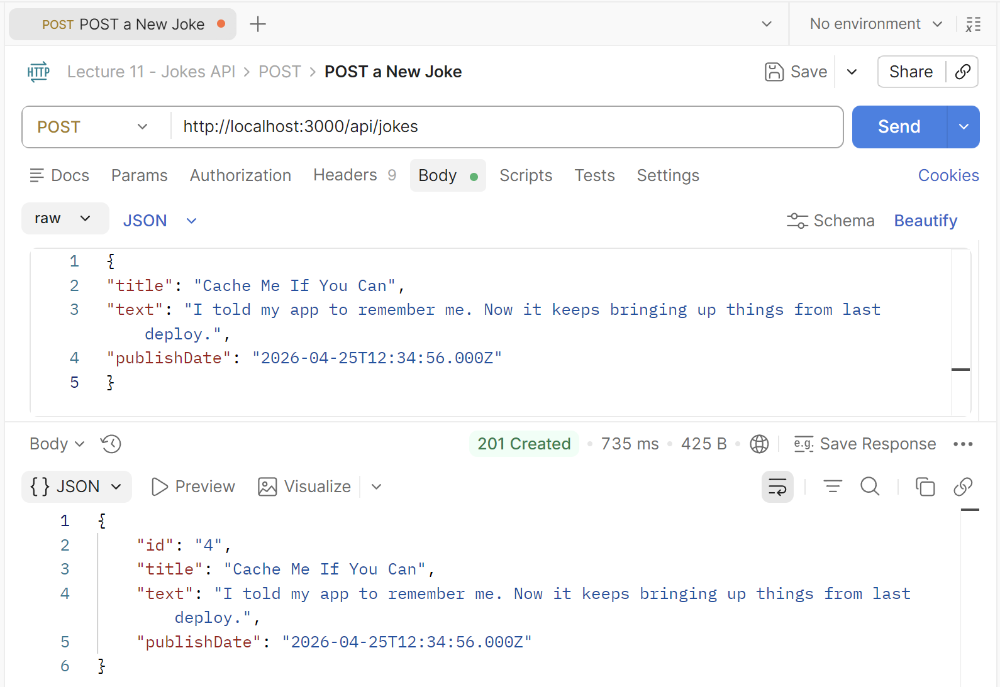 POST POST a New Joke
No environment
HTTP Lecture 11 - Jokes API > POST > POST a New Joke Save Share
POST http://localhost:3000/api/jokes Send
Docs Params Authorization Headers 9 Body Scripts Tests Settings Cookies
raw JSON Schema Beautify
1 {
2 "title": "Cache Me If You Can",
3 "text": "I told my app to remember me. Now it keeps bringing up things from last
deploy.",
4 "publishDate": "2026-04-25T12:34:56.000Z"
5 }
Body 201 Created • 735 ms • 425 B • e.g. Save Response
{} JSON Preview Visualize
1 {
2 "id": "4",
3 "title": "Cache Me If You Can",
4 "text": "I told my app to remember me. Now it keeps bringing up things from last
deploy.",
5 "publishDate": "2026-04-25T12:34:56.000Z"
6 }